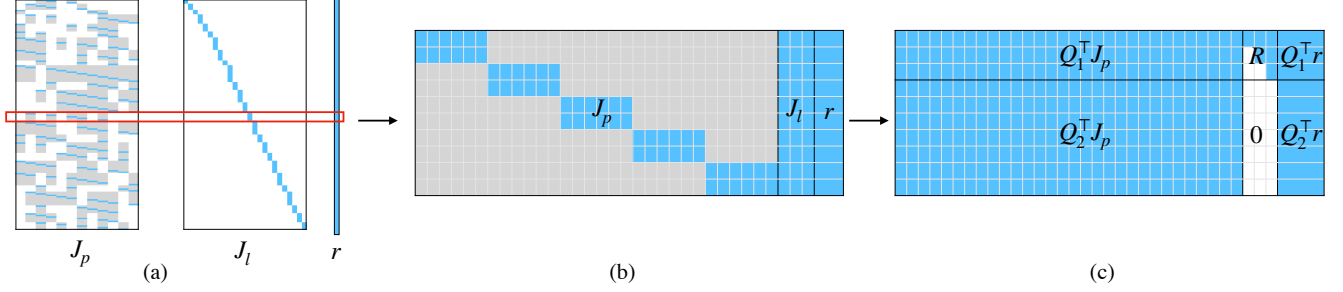 J_p
J_l
r
(a)
J_p
J_l
r
(b)
Q_1^⊤ J_p
R
Q_1^⊤ r
Q_2^⊤ J_p
0
Q_2^⊤ r
(c)